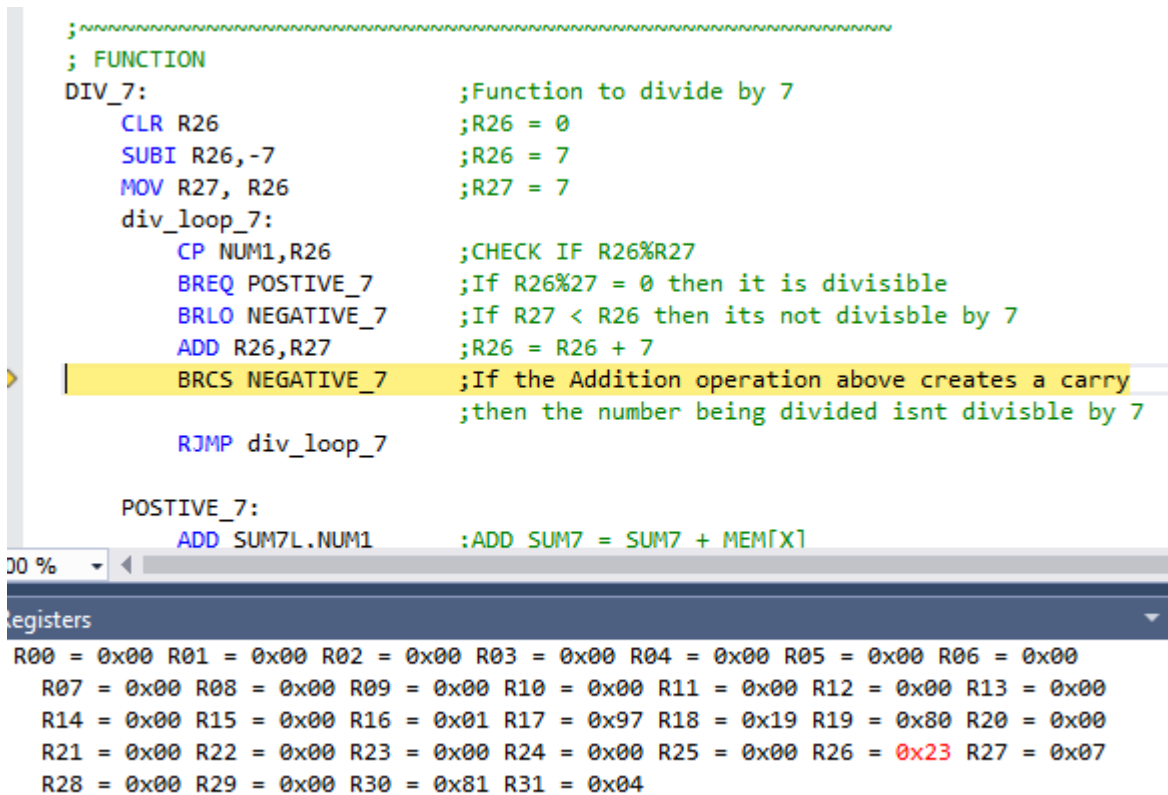 ;~~~~~~~~~~~~~~~~~~~~~~~~~~~~~~~~~~~~~~~~~~~~~~~~~~~~~~~~~~
; FUNCTION
DIV_7: ;Function to divide by 7
CLR R26 ;R26 = 0
SUBI R26,-7 ;R26 = 7
MOV R27, R26 ;R27 = 7
div_loop_7:
CP NUM1,R26 ;CHECK IF R26%R27
BREQ POSTIVE_7 ;If R26%27 = 0 then it is divisible
BRLO NEGATIVE_7 ;If R27 < R26 then its not divisble by 7
ADD R26,R27 ;R26 = R26 + 7
BRCS NEGATIVE_7 ;If the Addition operation above creates a carry
;then the number being divided isnt divisble by 7
RJMP div_loop_7
POSTIVE_7:
ADD SUM7L,NUM1 ;ADD SUM7 = SUM7 + MEM[X]
00 %
Registers
R00 = 0x00 R01 = 0x00 R02 = 0x00 R03 = 0x00 R04 = 0x00 R05 = 0x00 R06 = 0x00
R07 = 0x00 R08 = 0x00 R09 = 0x00 R10 = 0x00 R11 = 0x00 R12 = 0x00 R13 = 0x00
R14 = 0x00 R15 = 0x00 R16 = 0x01 R17 = 0x97 R18 = 0x19 R19 = 0x80 R20 = 0x00
R21 = 0x00 R22 = 0x00 R23 = 0x00 R24 = 0x00 R25 = 0x00 R26 = 0x23 R27 = 0x07
R28 = 0x00 R29 = 0x00 R30 = 0x81 R31 = 0x04